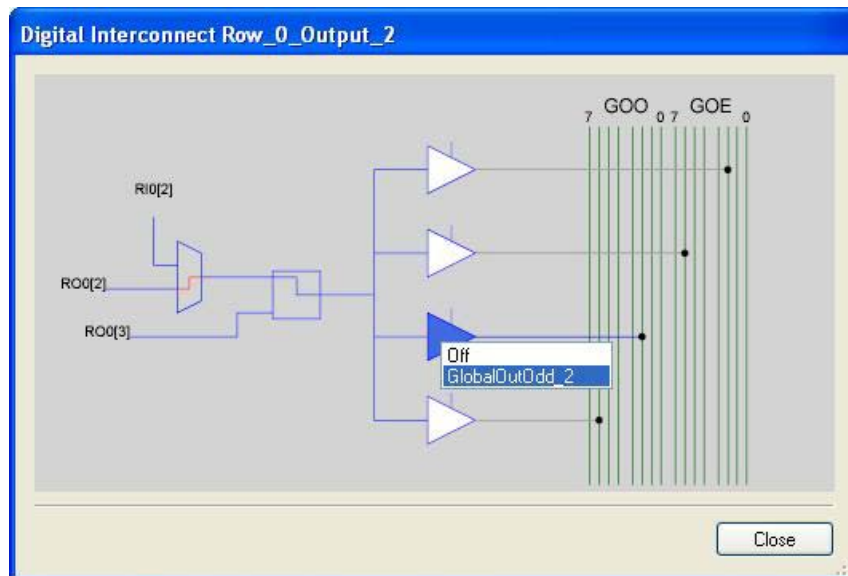 Digital Interconnect Row_0_Output_2
GOO GOE
7 0 7 0
RI0[2]
RO0[2]
RO0[3]
Off
GlobalOutOdd_2
Close